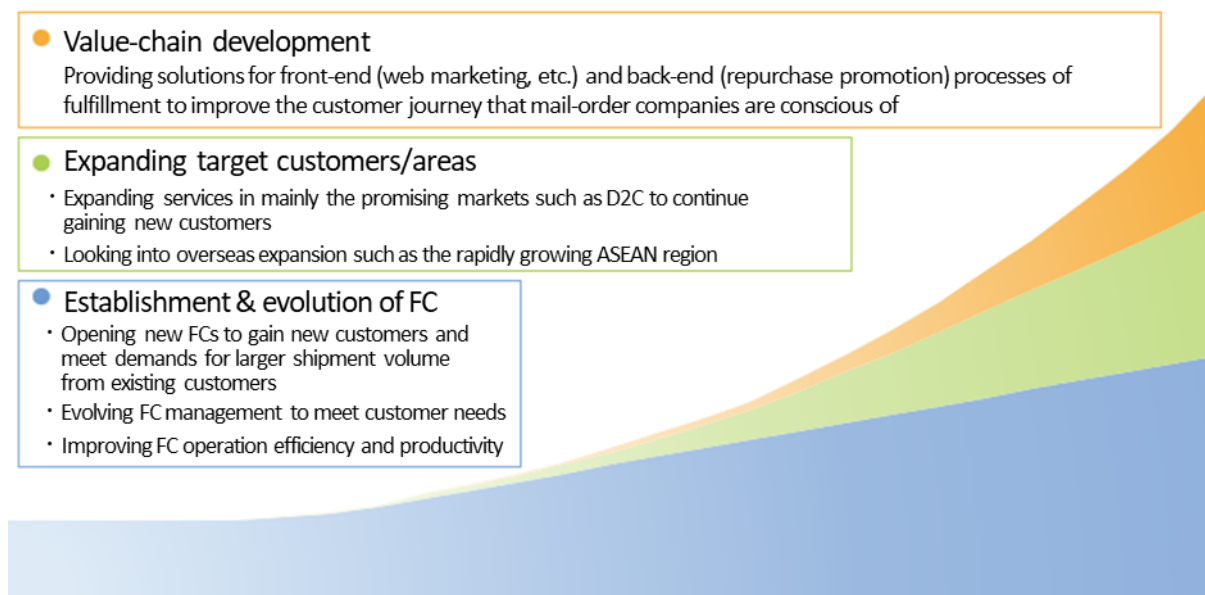 Value-chain development
Providing solutions for front-end (web marketing, etc.) and back-end (repurchase promotion) processes of
fulfillment to improve the customer journey that mail-order companies are conscious of
Expanding target customers/areas
・Expanding services in mainly the promising markets such as D2C to continue
gaining new customers
・Looking into overseas expansion such as the rapidly growing ASEAN region
Establishment & evolution of FC
・Opening new FCs to gain new customers and
meet demands for larger shipment volume
from existing customers
・Evolving FC management to meet customer needs
・Improving FC operation efficiency and productivity